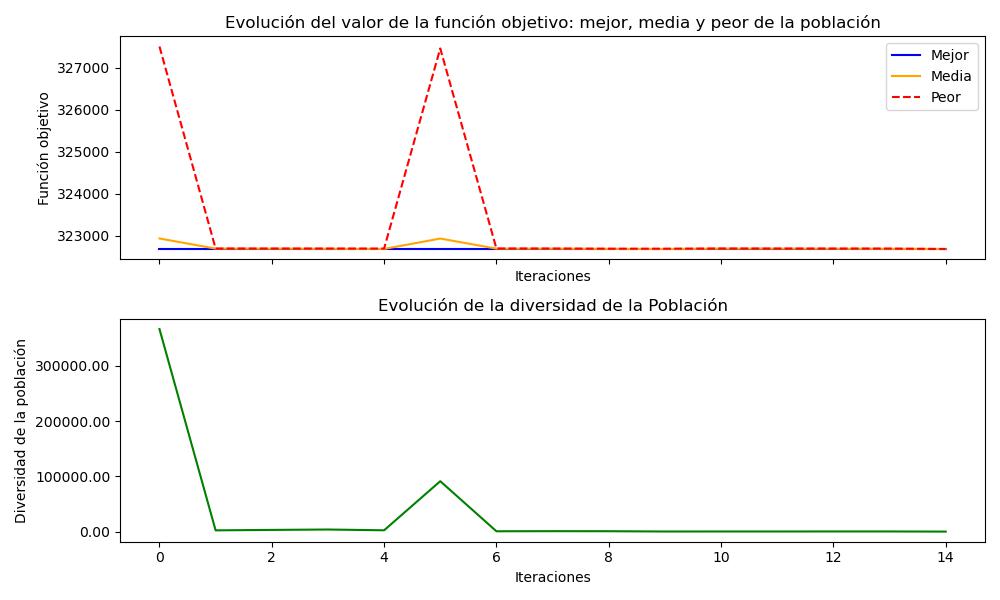 Evolución del valor de la función objetivo: mejor, media y peor de la población
Función objetivo
327000
326000
325000
324000
323000
Mejor
Media
Peor
Iteraciones
Evolución de la diversidad de la Población
Diversidad de la población
300000.00
200000.00
100000.00
0.00
0 2 4 6 8 10 12 14
Iteraciones